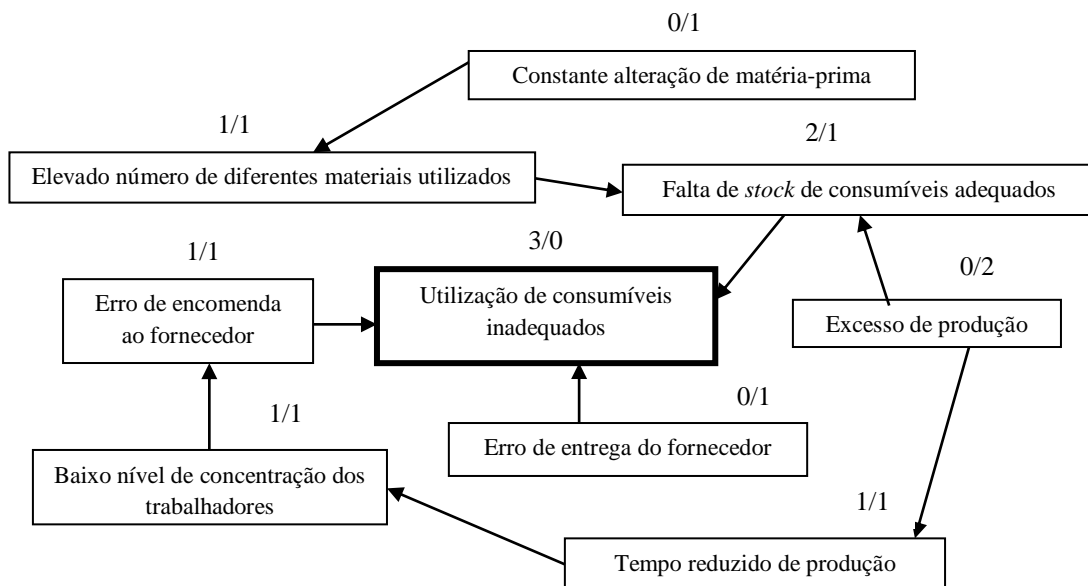 0/1
Constante alteração de matéria-prima
1/1
Elevado número de diferentes materiais utilizados
2/1
Falta de stock de consumíveis adequados
1/1
Erro de encomenda
ao fornecedor
3/0
Utilização de consumíveis
inadequados
0/2
Excesso de produção
1/1
Baixo nível de concentração dos
trabalhadores
0/1
Erro de entrega do fornecedor
1/1
Tempo reduzido de produção